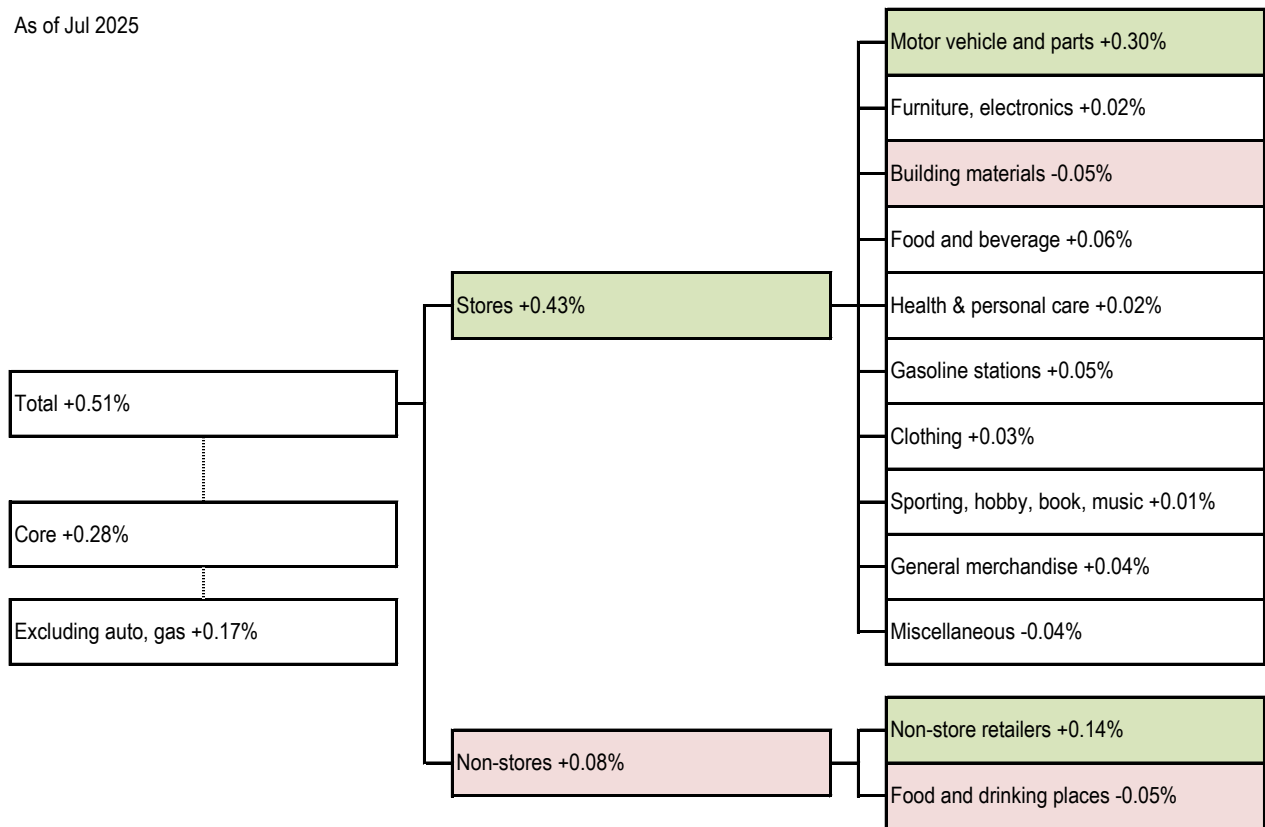 As of Jul 2025
Motor vehicle and parts +0.30%
Furniture, electronics +0.02%
Building materials -0.05%
Food and beverage +0.06%
Stores +0.43%
Health & personal care +0.02%
Gasoline stations +0.05%
Total +0.51%
Clothing +0.03%
Sporting, hobby, book, music +0.01%
Core +0.28%
General merchandise +0.04%
Excluding auto, gas +0.17%
Miscellaneous -0.04%
Non-store retailers +0.14%
Non-stores +0.08%
Food and drinking places -0.05%